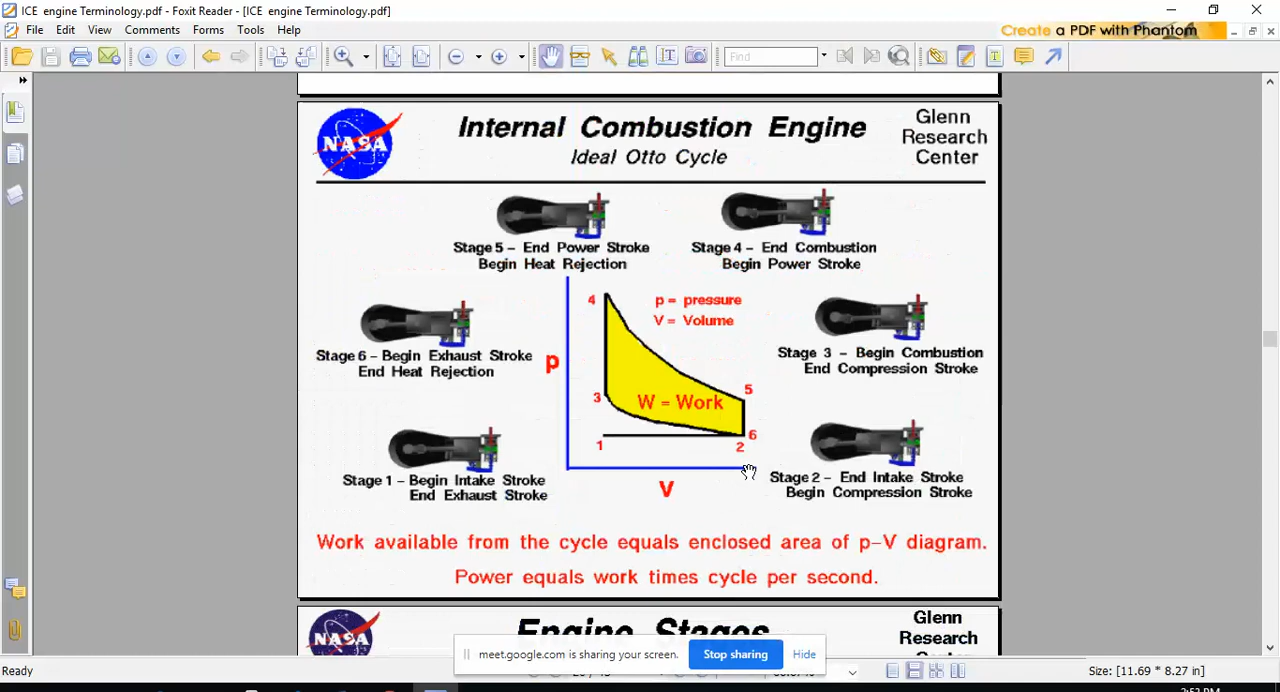 ICE engine Terminology.pdf - Foxit Reader - [ICE engine Terminology.pdf]
File Edit View Comments Forms Tools Help
Create a PDF with Phantom
Find
NASA
Internal Combustion Engine
Ideal Otto Cycle
Glenn
Research
Center
Stage 5 - End Power Stroke
Begin Heat Rejection
Stage 4 - End Combustion
Begin Power Stroke
4
p = pressure
V = Volume
Stage 6 - Begin Exhaust Stroke
End Heat Rejection
p
Stage 3 - Begin Combustion
End Compression Stroke
3
W = Work
5
1
2
6
Stage 1 - Begin Intake Stroke
End Exhaust Stroke
V
Stage 2 - End Intake Stroke
Begin Compression Stroke
Work available from the cycle equals enclosed area of p-V diagram.
Power equals work times cycle per second.
NASA
Engine Stages
Glenn
Research
meet.google.com is sharing your screen.
Stop sharing
Hide
Ready
Size: [11.69 * 8.27 in]